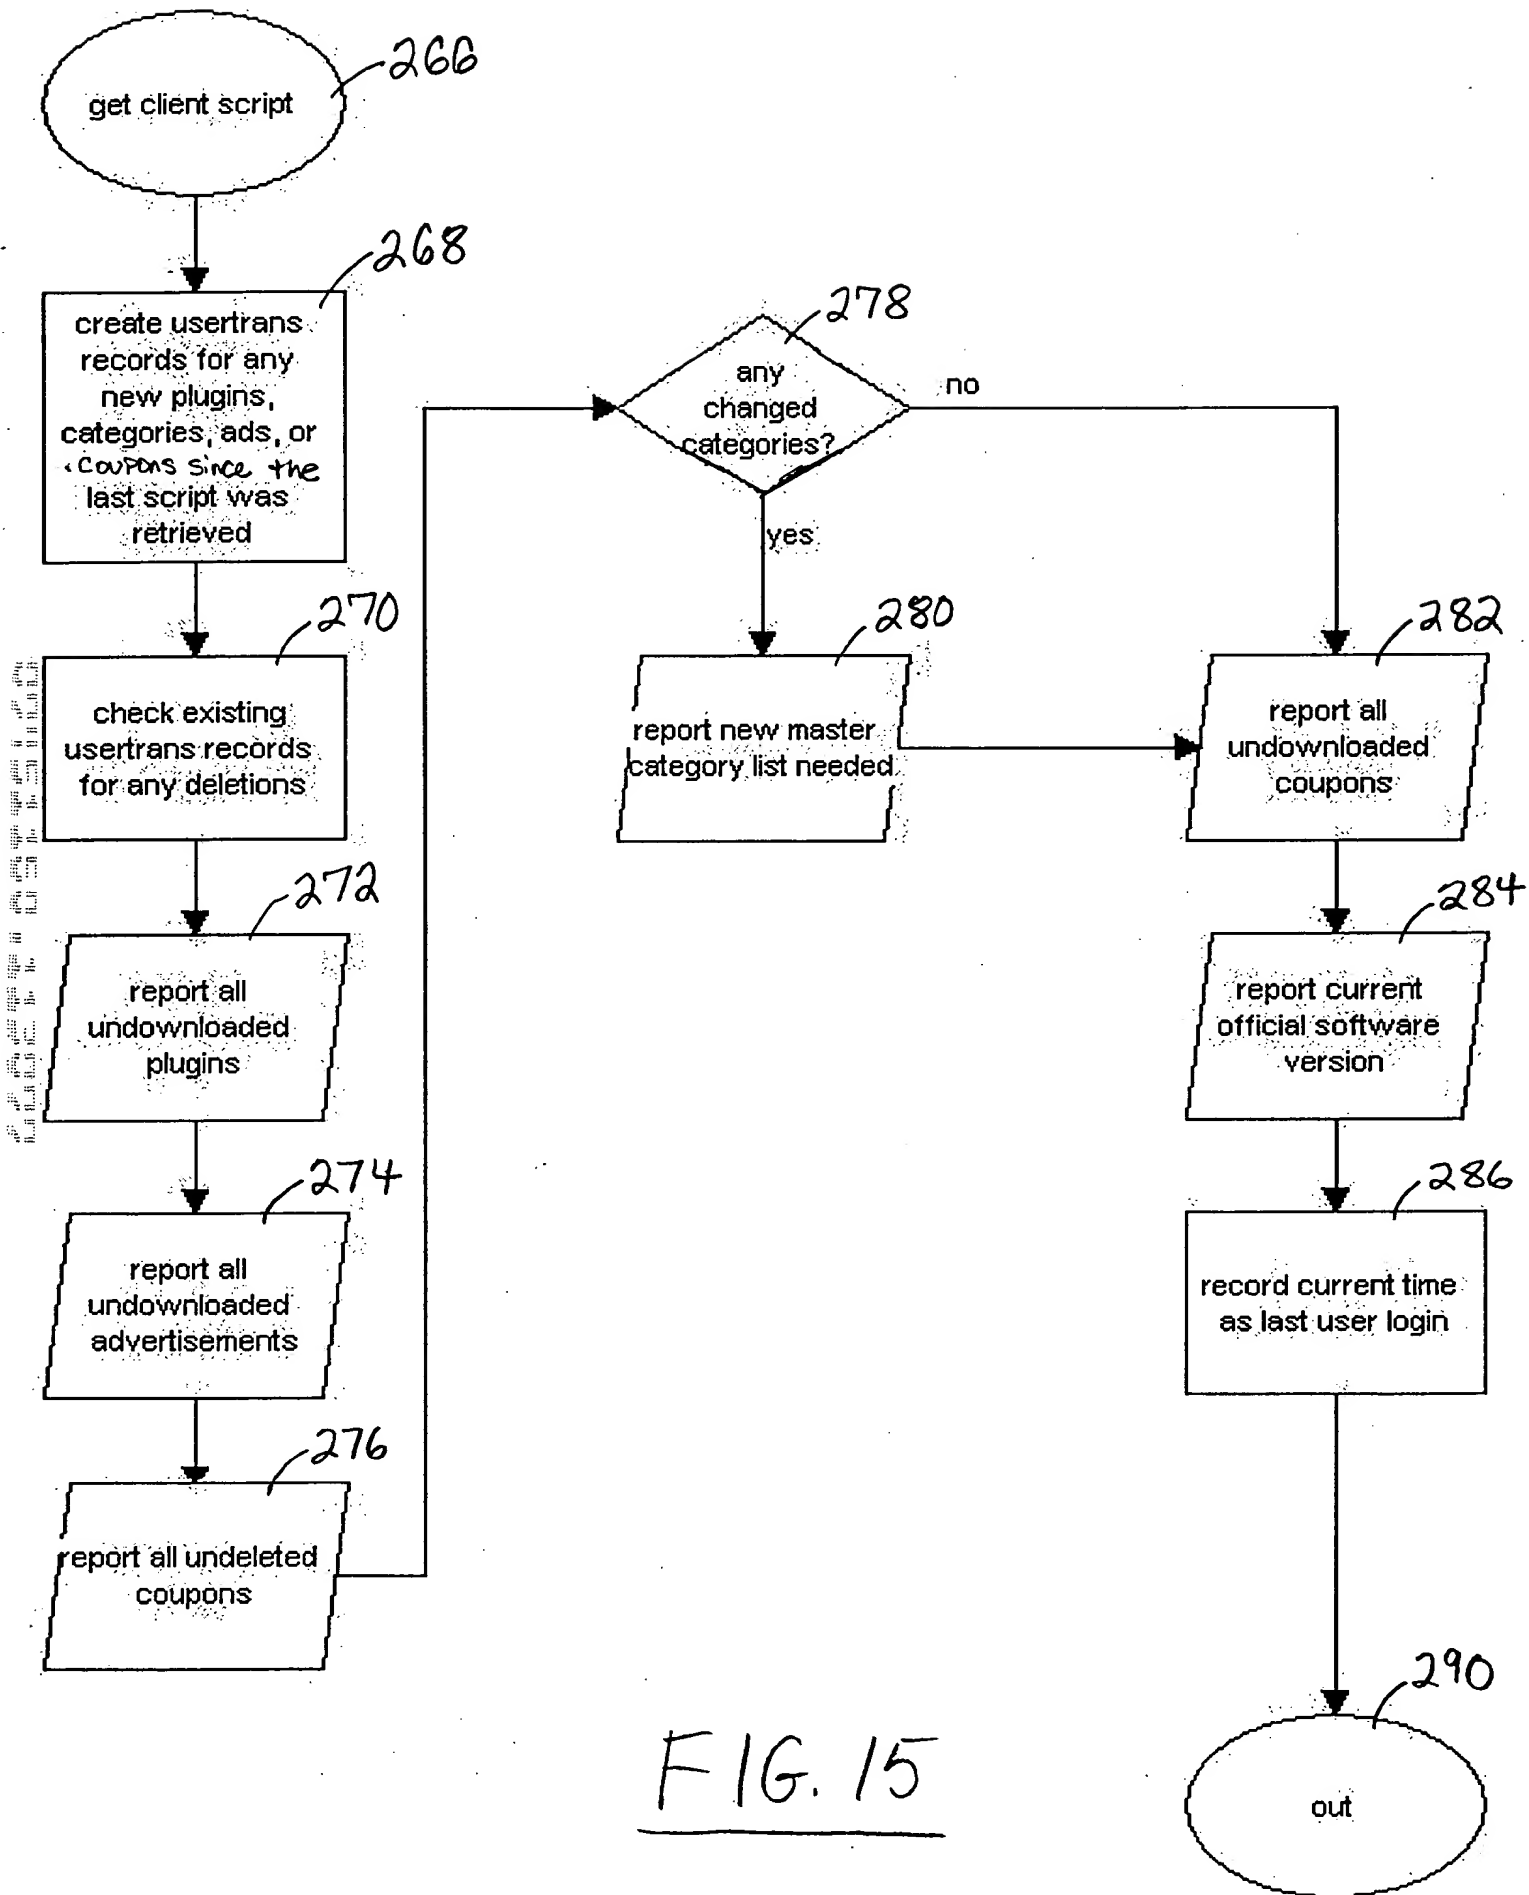 266
get client script
268
create usertrans
records for any
new plugins,
categories, ads, or
coupons since the
last script was
retrieved
270
check existing
usertrans records
for any deletions
272
report all
undownloaded
plugins
274
report all
undownloaded
advertisements
276
report all undeleted
coupons
278
any
changed
categories?
no
yes
280
report new master
category list needed
282
report all
undownloaded
coupons
284
report current
official software
version
286
record current time
as last user login
290
out
FIG. 15